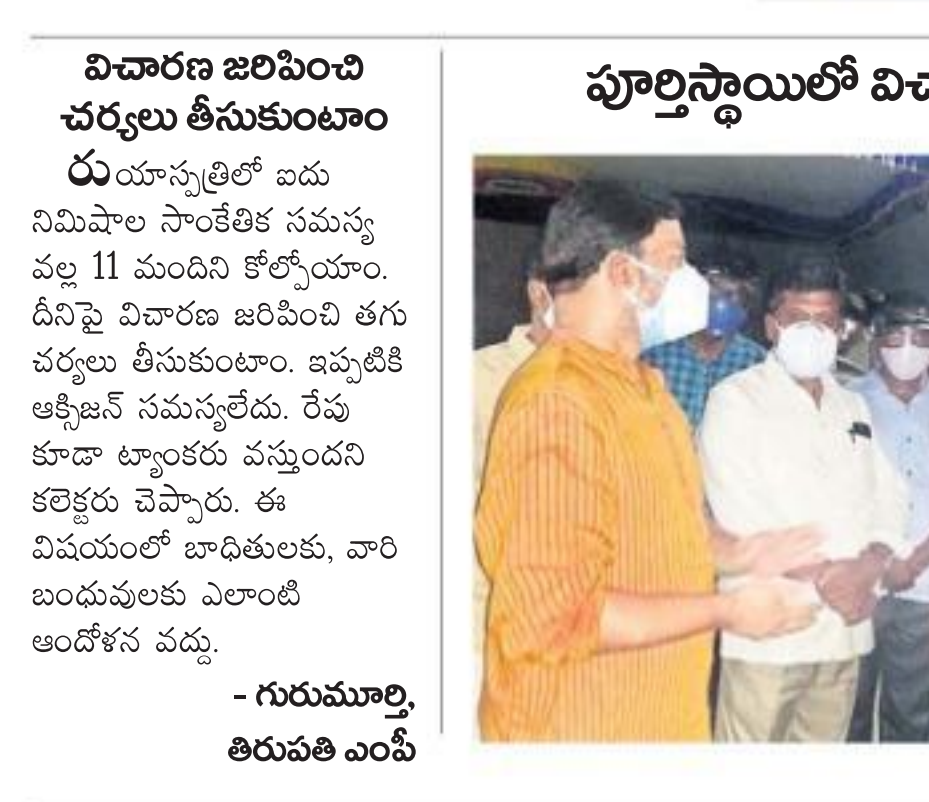 విచారణ జరిపించి
చర్యలు తీసుకుంటాం
రుయాస్పత్రిలో ఐదు
నిమిషాల సాంకేతిక సమస్య
వల్ల 11 మందిని కోల్పోయాం.
దీనిపై విచారణ జరిపించి తగు
చర్యలు తీసుకుంటాం. ఇప్పటికి
ఆక్సిజన్ సమస్యలేదు. రేపు
కూడా ట్యాంకరు వస్తుందని
కలెక్టరు చెప్పారు. ఈ
విషయంలో బాధితులకు, వారి
బంధువులకు ఎలాంటి
ఆందోళన వద్దు.
- గురుమూర్తి,
తిరుపతి ఎంపీ
పూర్తిస్థాయిలో